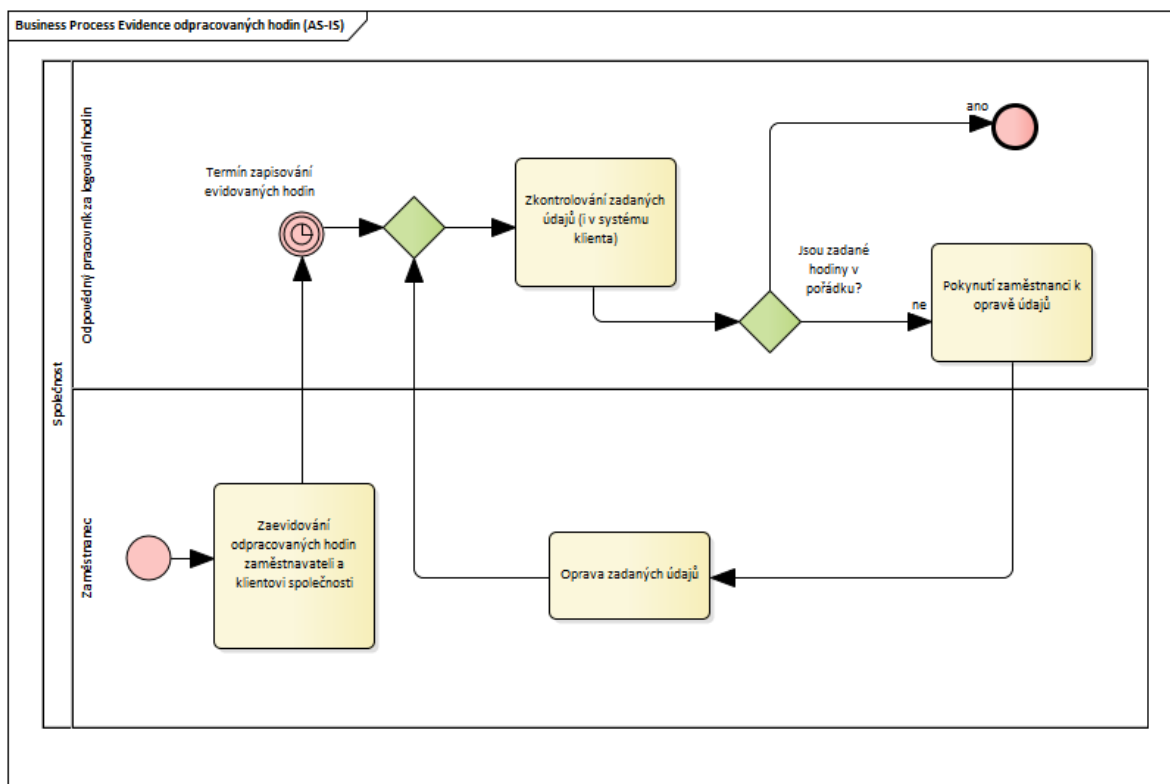 Business Process Evidence odpracovaných hodin (AS-IS)
Společnost
Odpovědný pracovník za logování hodin
Termín zapisování
evidovaných hodin
Zkontrolování zadaných
údajů (i v systému
klienta)
Jsou zadané
hodiny v
pořádku?
ano
ne
Pokynutí zaměstnanci k
opravě údajů
Zaměstnanec
Zaevidování
odpracovaných hodin
zaměstnavateli a
klientovi společnosti
Oprava zadaných údajů